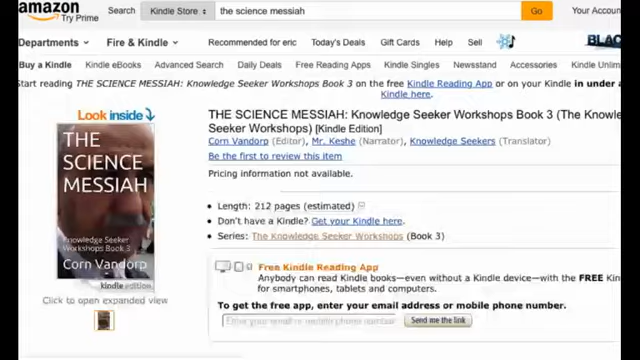 amazon
Try Prime
Search Kindle Store the science messiah Go Your Accoun
Departments Fire & Kindle Recommended for eric Today's Deals Gift Cards Help Sell BLAC
Buy a Kindle Kindle eBooks Advanced Search Daily Deals Free Reading Apps Kindle Singles Newsstand Accessories Kindle Unlim
Start reading THE SCIENCE MESSIAH: Knowledge Seeker Workshops Book 3 on the free Kindle Reading App or on your Kindle in under a
Kindle here.
Look inside
THE
SCIENCE
MESSIAH
Knowledge Seeker
Workshops Book 3
Corn Vandorp
kindle edition
Click to open expanded view
THE SCIENCE MESSIAH: Knowledge Seeker Workshops Book 3 (The Knowle
Seeker Workshops) [Kindle Edition]
Corn Vandorp (Editor), Mr. Keshe (Narrator), Knowledge Seekers (Translator)
Be the first to review this item
Pricing information not available.
• Length: 212 pages (estimated)
• Don't have a Kindle? Get your Kindle here.
• Series: The Knowledge Seeker Workshops (Book 3)
Free Kindle Reading App
Anybody can read Kindle books—even without a Kindle device—with the FREE Kin
for smartphones, tablets and computers.
To get the free app, enter your email address or mobile phone number.
Enter your email or mobile phone number Send me the link